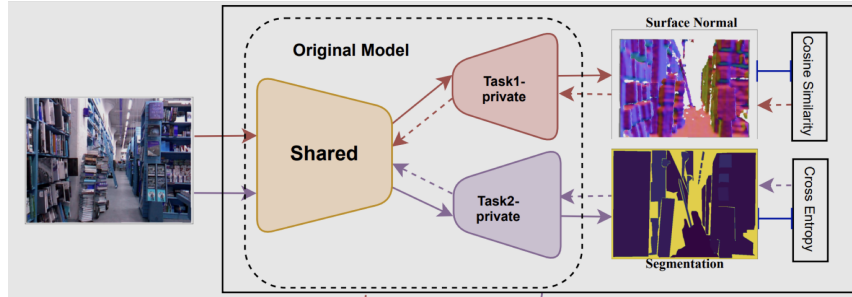 Surface Normal
Original Model
Task1-
private
Cosine Similarity
Shared
Task2-
private
Cross Entropy
Segmentation